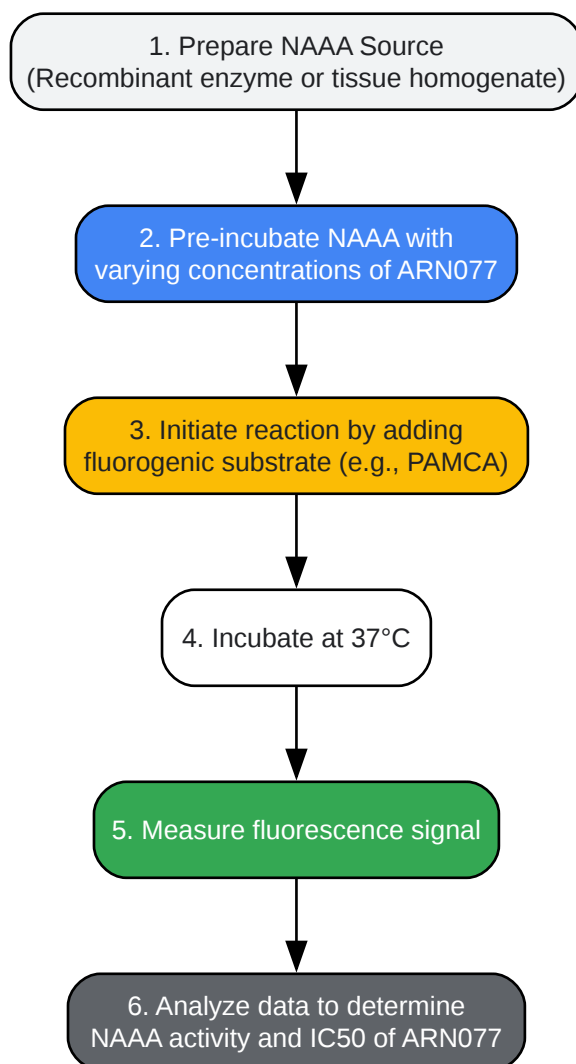 1. Prepare NAAA Source
(Recombinant enzyme or tissue homogenate)
2. Pre-incubate NAAA with
varying concentrations of ARN077
3. Initiate reaction by adding
fluorogenic substrate (e.g., PAMCA)
4. Incubate at 37°C
5. Measure fluorescence signal
6. Analyze data to determine
NAAA activity and IC50 of ARN077